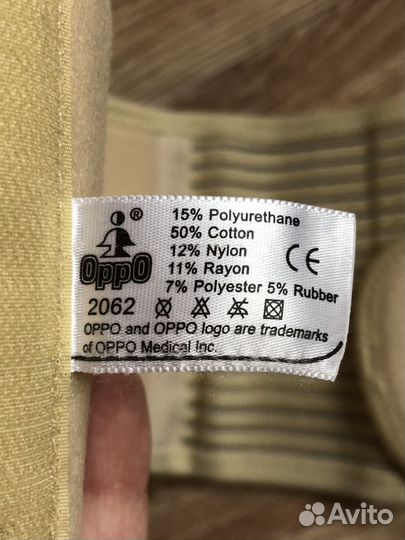 ®
OPPO
2062
15% Polyurethane
50% Cotton
12% Nylon
11% Rayon
7% Polyester 5% Rubber
CE
OPPO and OPPO logo are trademarks
of OPPO Medical Inc.
Avito